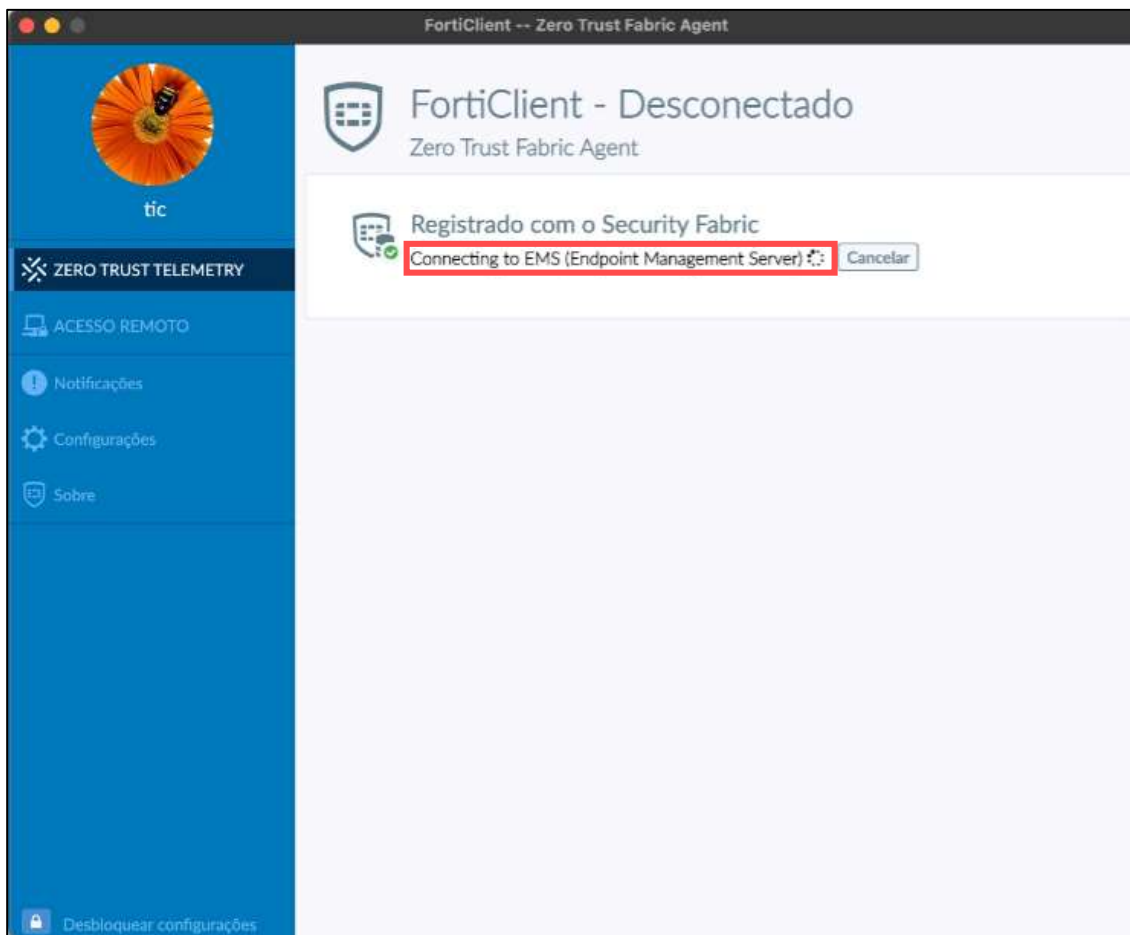 FortiClient -- Zero Trust Fabric Agent
tic
ZERO TRUST TELEMETRY
ACESSO REMOTO
Notificações
Configurações
Sobre
Desbloquear configurações
FortiClient - Desconectado
Zero Trust Fabric Agent
Registrado com o Security Fabric
Connecting to EMS (Endpoint Management Server) Cancelar